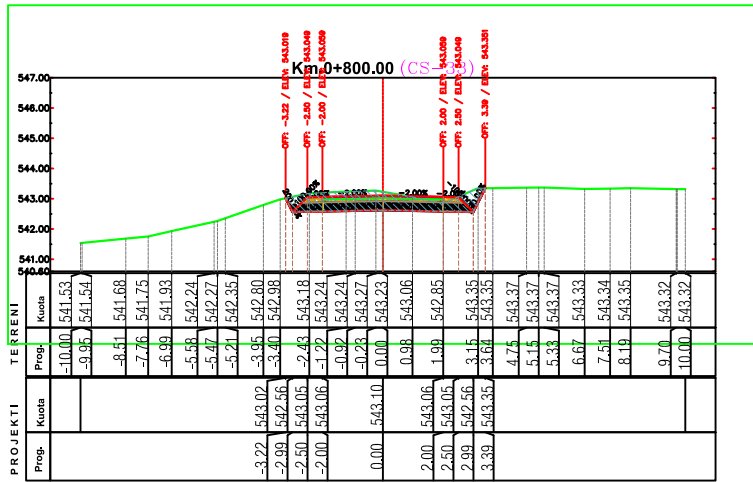 OFF: -3.22 / ELEV: 543.019
OFF: -2.50 / ELEV: 543.049
OFF: -2.00 / ELEV: 543.059
OFF: 2.00 / ELEV: 543.059
OFF: 2.50 / ELEV: 543.049
OFF: 3.39 / ELEV: 543.351
Km 0+800.00 (CS-33)
547.00
546.00
545.00
544.00
543.00
542.00
541.00
540.60
-2.00% -2.00%
TERRENI
Kuota 541.53 541.54 541.68 541.75 541.93 542.24 542.27 542.35 542.80 542.98 543.18 543.24 543.24 543.27 543.23 543.06 542.85 543.35 543.35 543.37 543.37 543.37 543.33 543.34 543.35 543.32 543.32
Prog. -10.00 -9.95 -8.51 -7.76 -6.99 -5.58 -5.47 -5.21 -3.95 -3.40 -2.43 -1.22 -0.92 -0.23 0.00 0.98 1.99 3.15 3.64 4.75 5.15 5.33 6.67 7.51 8.19 9.70 10.00
PROJEKTI
Kuota 543.02 542.56 543.05 543.06 543.10 543.06 543.05 542.56 543.35
Prog. -3.22 -2.99 -2.50 -2.00 0.00 2.00 2.50 2.99 3.39